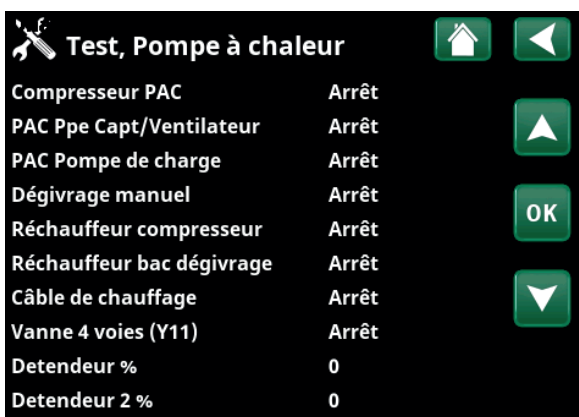 Test, Pompe à chaleur
Compresseur PAC Arrêt
PAC Ppe Capt/Ventilateur Arrêt
PAC Pompe de charge Arrêt
Dégivrage manuel Arrêt
Réchauffeur compresseur Arrêt
Réchauffeur bac dégivrage Arrêt
Câble de chauffage Arrêt
Vanne 4 voies (Y11) Arrêt
Detendeur % 0
Detendeur 2 % 0
OK